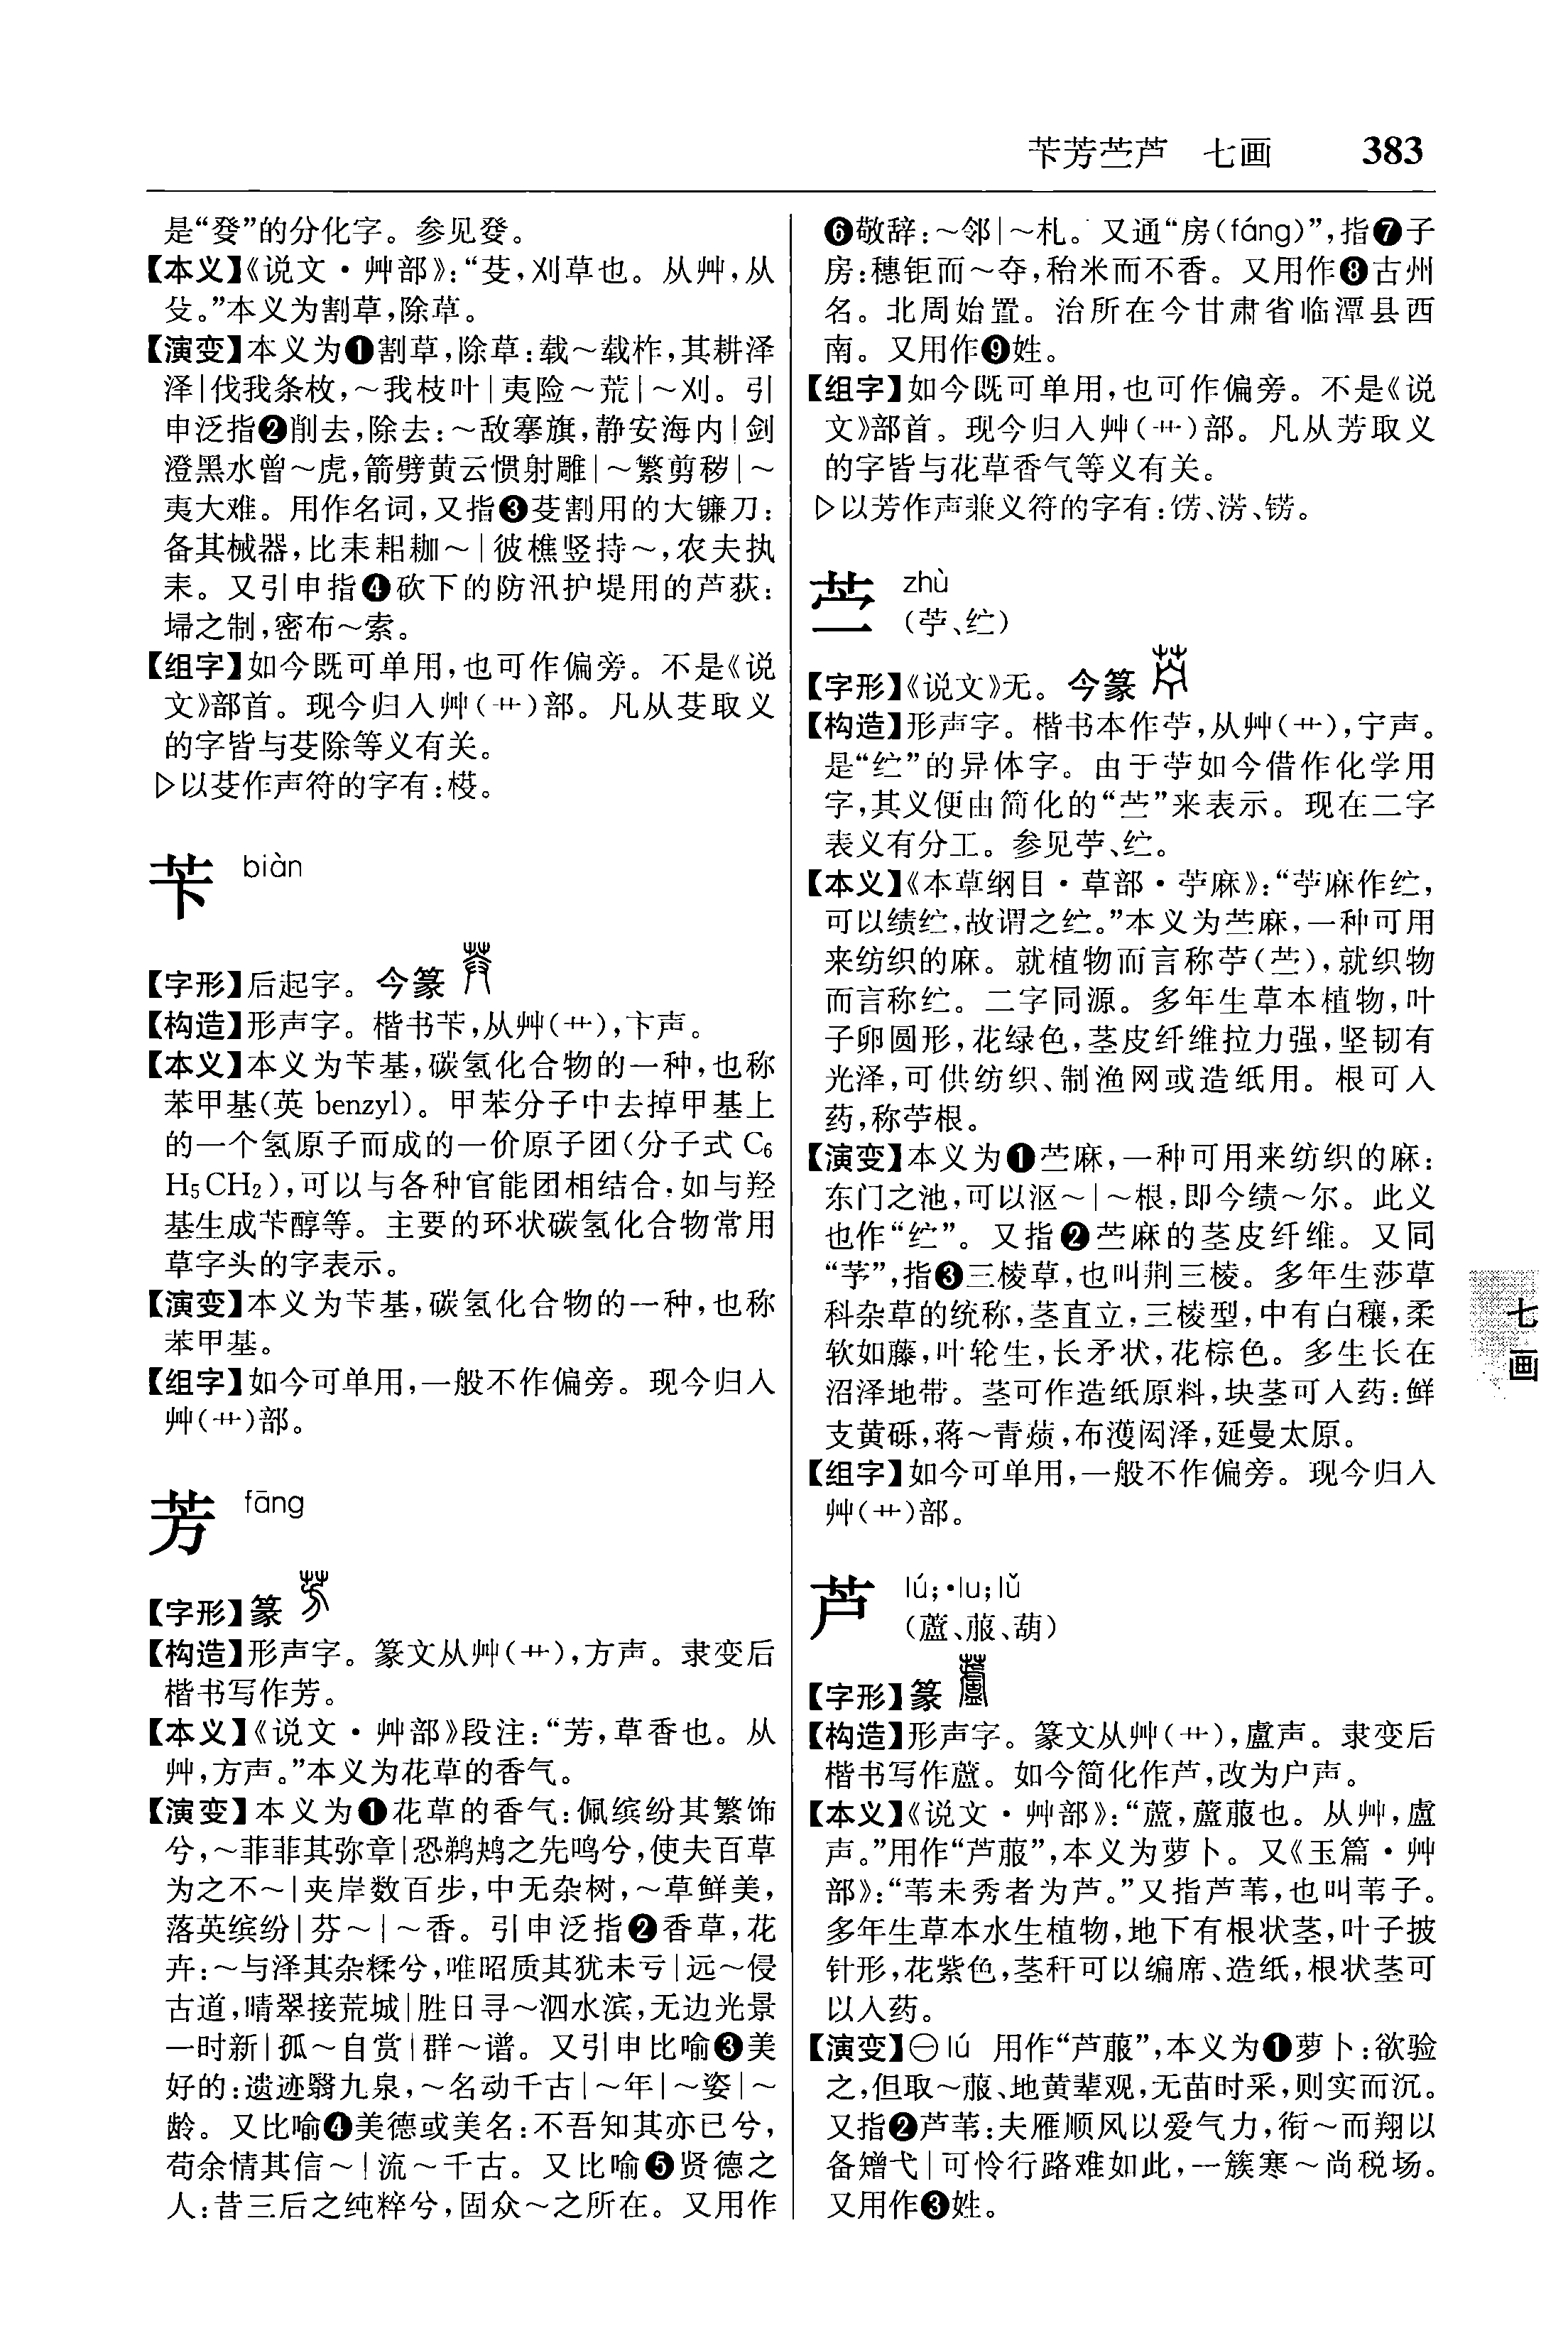 苄芳苎芦　七画　383
是“癹”的分化字。参见癹。
【本义】《说文·艸部》：“芟，刈草也。从艸，从
殳。”本义为割草，除草。
【演变】本义为❶割草，除草：载～载柞，其耕泽
泽|伐我条枚，～我枝叶|夷险～荒|～刈。引
申泛指❷削去，除去：～敌搴旗，静安海内|剑
澄黑水曾～虎，箭劈黄云惯射雕|～繁剪秽|～
夷大难。用作名词，又指❸芟割用的大镰刀：
备其械器，比耒耜耞～|彼樵竖持～，农夫执
耒。又引申指❹砍下的防汛护堤用的芦荻：
埽之制，密布～索。
【组字】如今既可单用，也可作偏旁。不是《说
文》部首。现今归入艸（艹）部。凡从芟取义
的字皆与芟除等义有关。
▷以芟作声符的字有：𣒪。
苄 biàn
【字形】后起字。今篆
【构造】形声字。楷书苄，从艸（艹），卞声。
【本义】本义为苄基，碳氢化合物的一种，也称
苯甲基（英 benzyl）。甲苯分子中去掉甲基上
的一个氢原子而成的一价原子团（分子式 C₆
H₅CH₂），可以与各种官能团相结合，如与羟
基生成苄醇等。主要的环状碳氢化合物常用
草字头的字表示。
【演变】本义为苄基，碳氢化合物的一种，也称
苯甲基。
【组字】如今可单用，一般不作偏旁。现今归入
艸（艹）部。
芳 fāng
【字形】篆
【构造】形声字。篆文从艸（艹），方声。隶变后
楷书写作芳。
【本义】《说文·艸部》段注：“芳，草香也。从
艸，方声。”本义为花草的香气。
【演变】本义为❶花草的香气：佩缤纷其繁饰
兮，～菲菲其弥章|恐鹈鴂之先鸣兮，使夫百草
为之不～|夹岸数百步，中无杂树，～草鲜美，
落英缤纷|芬～|～香。引申泛指❷香草，花
卉：～与泽其杂糅兮，唯昭质其犹未亏|远～侵
古道，晴翠接荒城|胜日寻～泗水滨，无边光景
一时新|孤～自赏|群～谱。又引申比喻❸美
好的：遗迹翳九泉，～名动千古|～年|～姿|～
龄。又比喻❹美德或美名：不吾知其亦已兮，
苟余情其信～|流～千古。又比喻❺贤德之
人：昔三后之纯粹兮，固众～之所在。又用作
❻敬辞：～邻|～札。又通“房（fáng）”，指❼子
房：穗钜而～夺，秮米而不香。又用作❽古州
名。北周始置。治所在今甘肃省临潭县西
南。又用作❾姓。
【组字】如今既可单用，也可作偏旁。不是《说
文》部首。现今归入艸（艹）部。凡从芳取义
的字皆与花草香气等义有关。
▷以芳作声兼义符的字有：
苎 zhù
（苧、纻）
【字形】《说文》无。今篆
【构造】形声字。楷书本作苧，从艸（艹），宁声。
是“纻”的异体字。由于苧如今借作化学用
字，其义便由简化的“苎”来表示。现在二字
表义有分工。参见苧、纻。
【本义】《本草纲目·草部·苧麻》：“苧麻作纻，
可以绩纻，故谓之纻。”本义为苎麻，一种可用
来纺织的麻。就植物而言称苧（苎），就织物
而言称纻。二字同源。多年生草本植物，叶
子卵圆形，花绿色，茎皮纤维拉力强，坚韧有
光泽，可供纺织、制渔网或造纸用。根可入
药，称苧根。
【演变】本义为❶苎麻，一种可用来纺织的麻：
东门之池，可以沤～|～根，即今绩～尔。此义
也作“纻”。又指❷苎麻的茎皮纤维。又同
“芧”，指❸三棱草，也叫荆三棱。多年生莎草
科杂草的统称，茎直立，三棱型，中有白穰，柔
软如藤，叶轮生，长矛状，花棕色。多生长在
沼泽地带。茎可作造纸原料，块茎可入药：鲜
支黄砾，蒋～青薠，布濩闳泽，延曼太原。
【组字】如今可单用，一般不作偏旁。现今归入
艸（艹）部。
芦 lú；·lu；lǔ
（蘆、菔、葫）
【字形】篆
【构造】形声字。篆文从艸（艹），盧声。隶变后
楷书写作蘆。如今简化作芦，改为户声。
【本义】《说文·艸部》：“蘆，蘆菔也。从艸，盧
声。”用作“芦菔”，本义为萝卜。又《玉篇·艸
部》：“苇未秀者为芦。”又指芦苇，也叫苇子。
多年生草本水生植物，地下有根状茎，叶子披
针形，花紫色，茎秆可以编席、造纸，根状茎可
以入药。
【演变】㊀lú 用作“芦菔”，本义为❶萝卜：欲验
之，但取～菔、地黄辈观，无苗时采，则实而沉。
又指❷芦苇：夫雁顺风以爱气力，衔～而翔以
备矰弋|可怜行路难如此，一簇寒～尚税场。
又用作❸姓。
七画